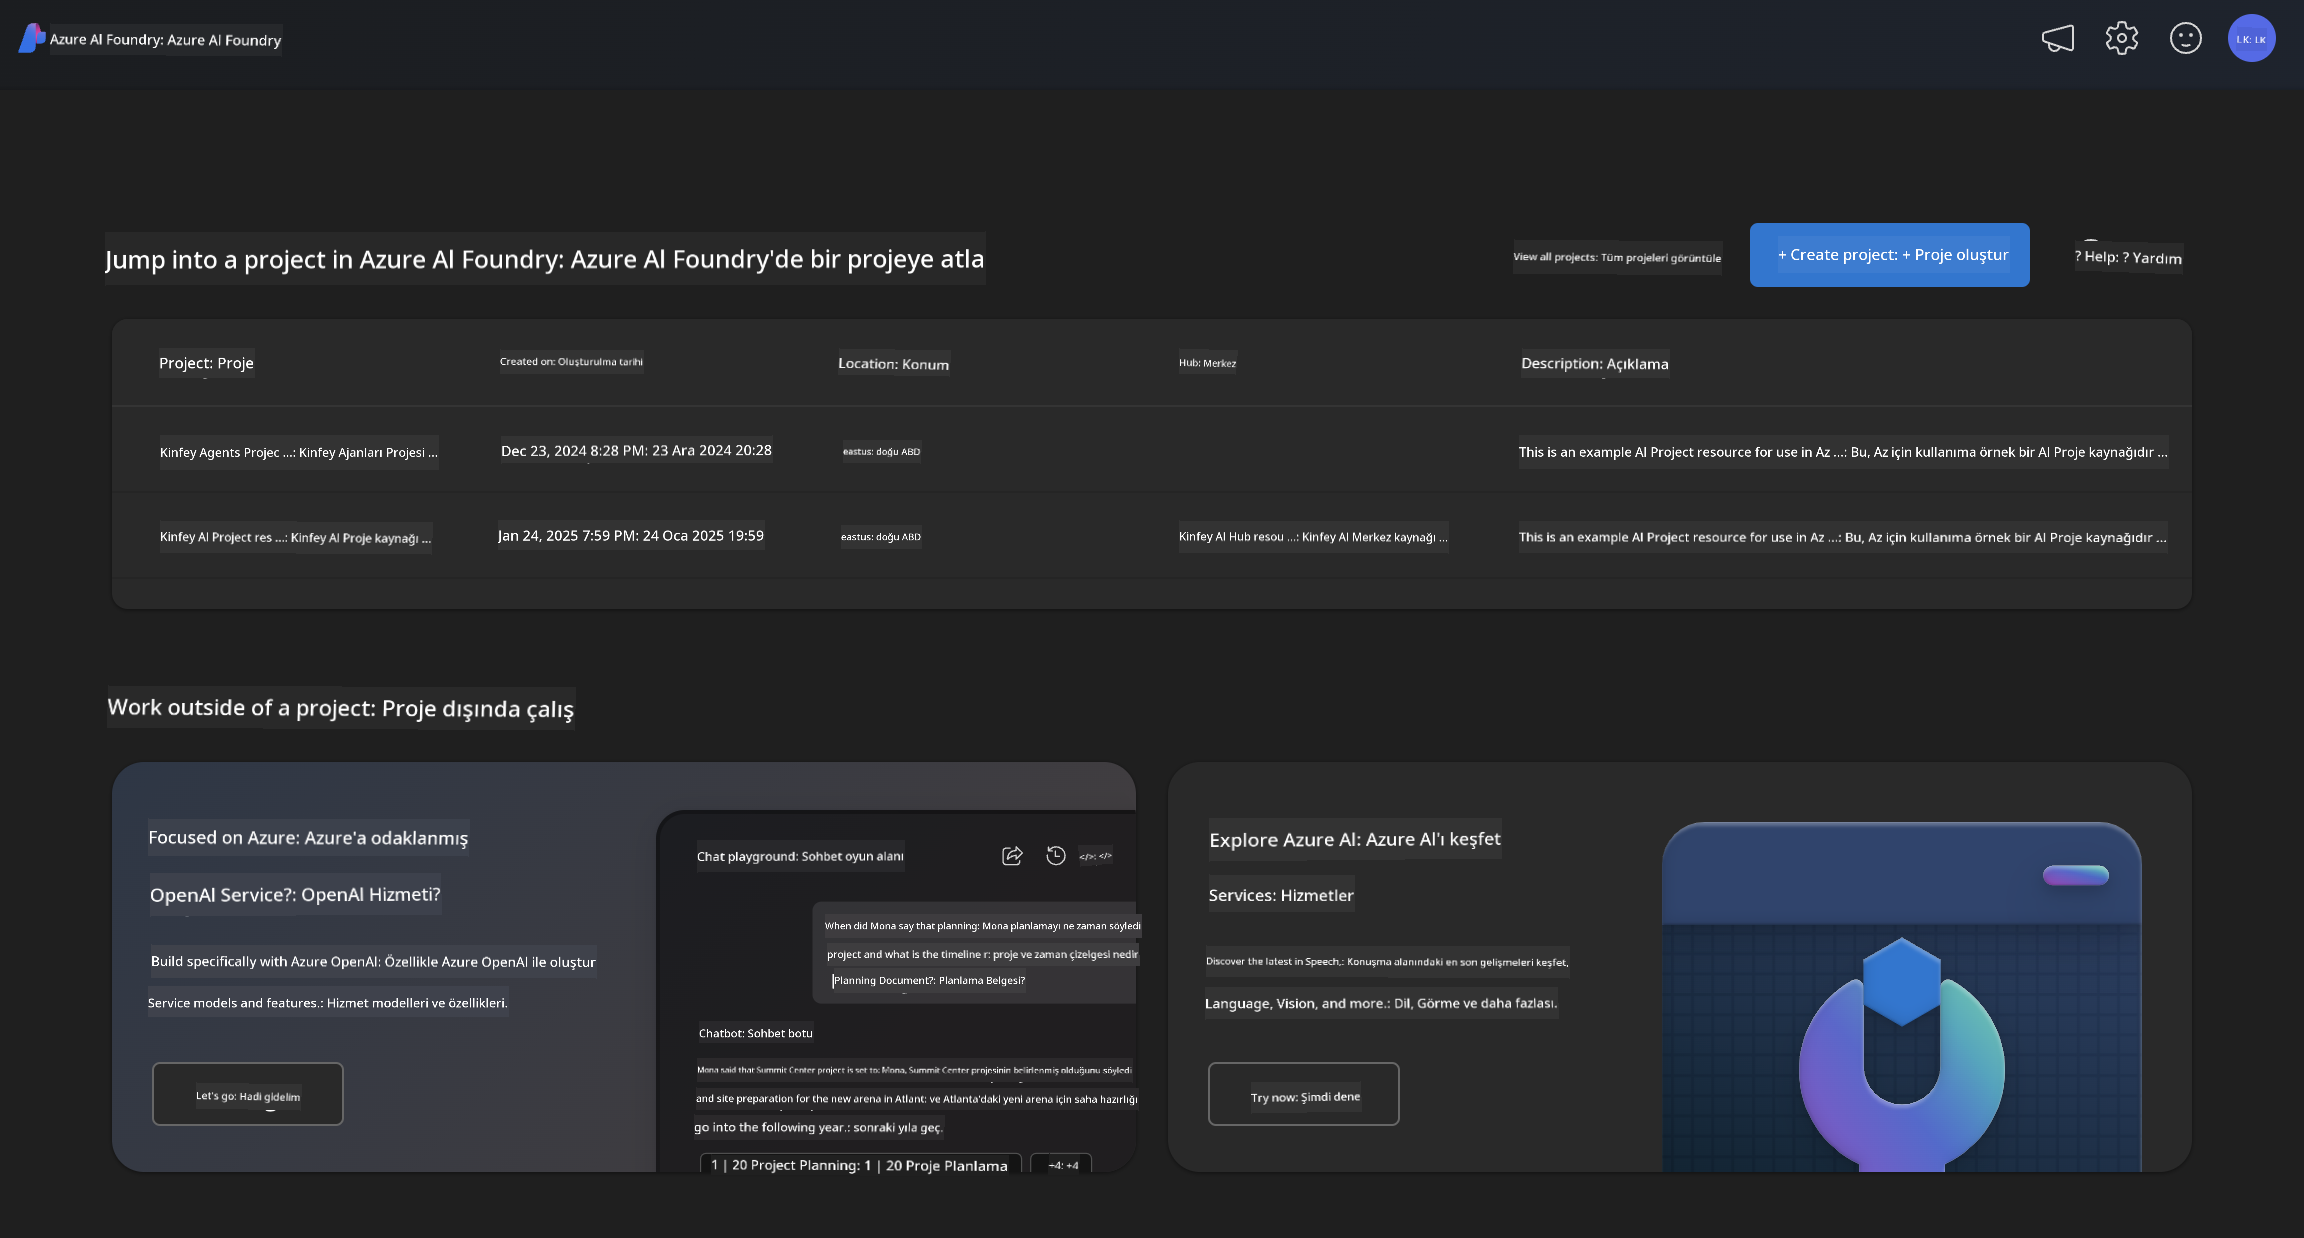 Azure AI Foundry: Azure AI Foundry
LK: LK
Jump into a project in Azure AI Foundry: Azure AI Foundry'de bir projeye atla
View all projects: Tüm projeleri görüntüle
+ Create project: + Proje oluştur
? Help: ? Yardım
Project: Proje
Created on: Oluşturulma tarihi
Location: Konum
Hub: Merkez
Description: Açıklama
Kinfey Agents Projec ...: Kinfey Ajanları Projesi ...
Dec 23, 2024 8:28 PM: 23 Ara 2024 20:28
eastus: doğu ABD
This is an example AI Project resource for use in Az ...: Bu, Az için kullanıma örnek bir AI Proje kaynağıdır ...
Kinfey AI Project res ...: Kinfey AI Proje kaynağı ...
Jan 24, 2025 7:59 PM: 24 Oca 2025 19:59
eastus: doğu ABD
Kinfey AI Hub resou ...: Kinfey AI Merkez kaynağı ...
This is an example AI Project resource for use in Az ...: Bu, Az için kullanıma örnek bir AI Proje kaynağıdır ...
Work outside of a project: Proje dışında çalış
Focused on Azure: Azure'a odaklanmış
OpenAI Service?: OpenAI Hizmeti?
Build specifically with Azure OpenAI: Özellikle Azure OpenAI ile oluştur
Service models and features.: Hizmet modelleri ve özellikleri.
Let's go: Hadi gidelim
Chat playground: Sohbet oyun alanı
</>: </>
When did Mona say that planning: Mona planlamayı ne zaman söyledi
project and what is the timeline r: proje ve zaman çizelgesi nedir
Planning Document?: Planlama Belgesi?
Chatbot: Sohbet botu
Mona said that Summit Center project is set to: Mona, Summit Center projesinin belirlenmiş olduğunu söyledi
and site preparation for the new arena in Atlant: ve Atlanta'daki yeni arena için saha hazırlığı
go into the following year.: sonraki yıla geç.
1 | 20 Project Planning: 1 | 20 Proje Planlama
+4: +4
Explore Azure AI: Azure AI'ı keşfet
Services: Hizmetler
Discover the latest in Speech,: Konuşma alanındaki en son gelişmeleri keşfet,
Language, Vision, and more.: Dil, Görme ve daha fazlası.
Try now: Şimdi dene